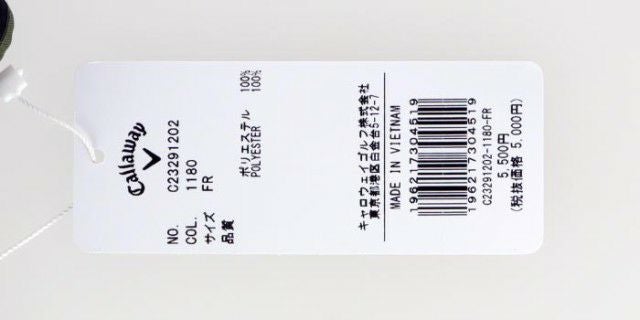 Callaway
NO. C23291202
COL. 1180
サイズ FR
品質
ポリエステル 100%
POLYESTER 100%
キャロウェイゴルフ株式会社
東京都港区白金台5-12-7
MADE IN VIETNAM
196217304519
196217304519
C23291202-1180-FR
5,500円
(税抜価格 5,000円)